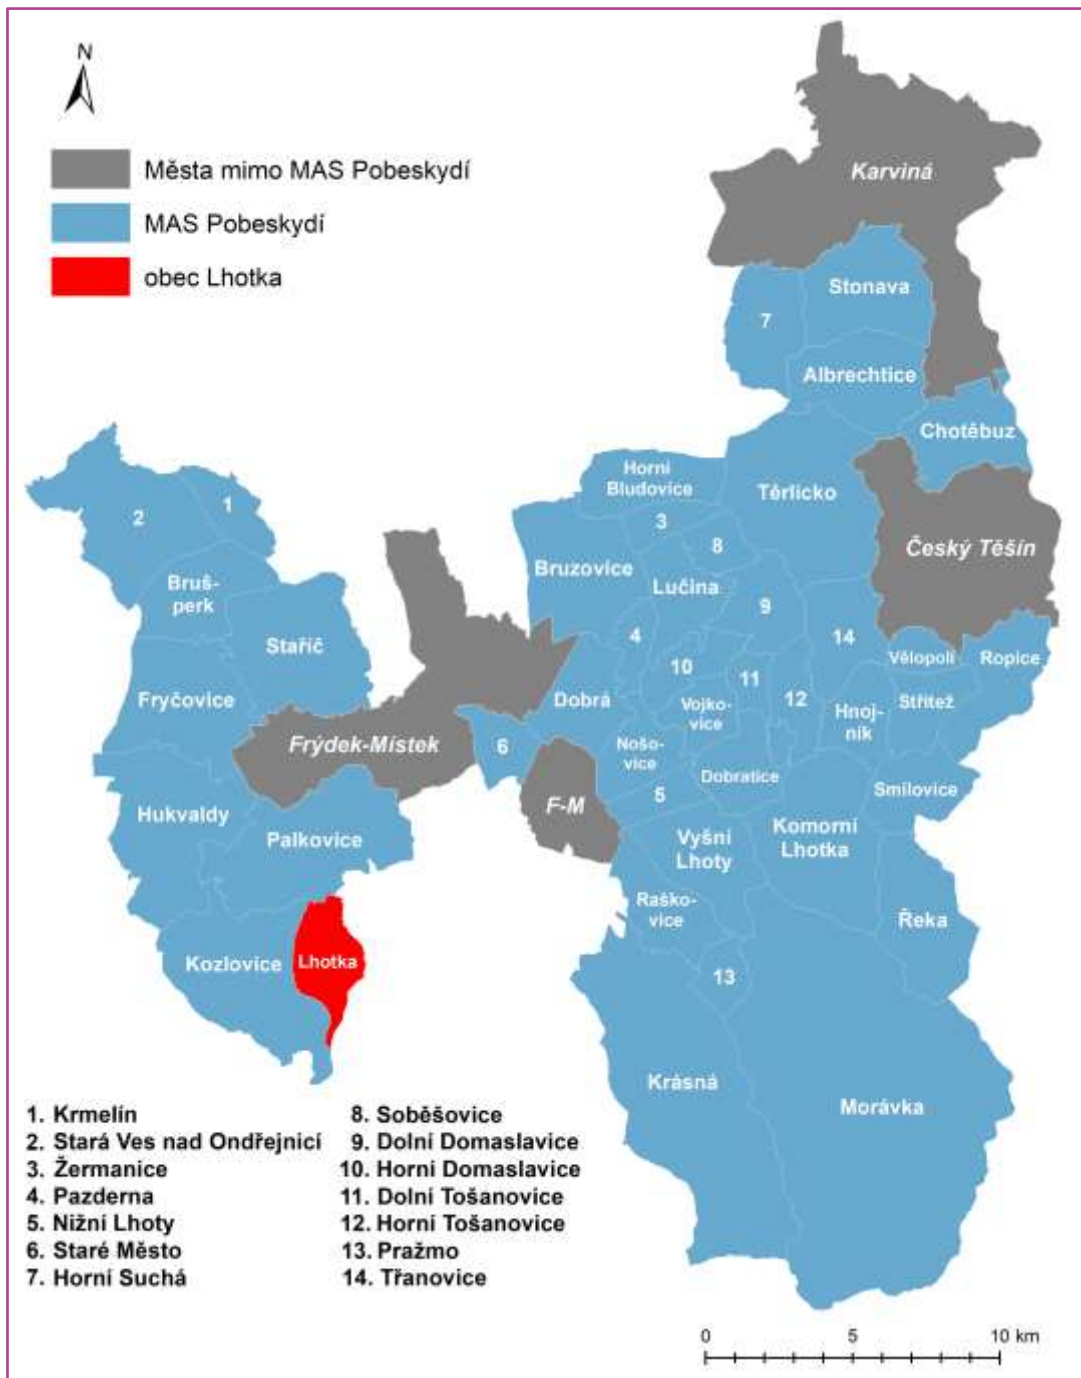 N
Města mimo MAS Pobeskydí
MAS Pobeskydí
obec Lhotka
Karviná
Stonava
7
Albrechtice
Chotěbuz
Horní
Bludovice
Těrlicko
1
2
3
8
Český Těšín
Bruzovice
Lučina
Bruš-
perk
9
4
14
Staříč
Vělopolí
Ropice
10
11
Fryčovice
Dobrá
Vojko-
vice
12
Hnoj-
ník
Střítež
Frýdek-Místek
6
Nošo-
vice
Dobratice
5
Smilovice
F-M
Hukvaldy
Palkovice
Vyšní
Lhoty
Komorní
Lhotka
Raško-
vice
Řeka
Kozlovice
Lhotka
13
Krásná
Morávka
1. Krmelín
2. Stará Ves nad Ondřejnicí
3. Žermanice
4. Pazderna
5. Nižní Lhoty
6. Staré Město
7. Horní Suchá
8. Soběšovice
9. Dolní Domaslavice
10. Horní Domaslavice
11. Dolní Tošanovice
12. Horní Tošanovice
13. Pražmo
14. Třanovice
0 5 10 km